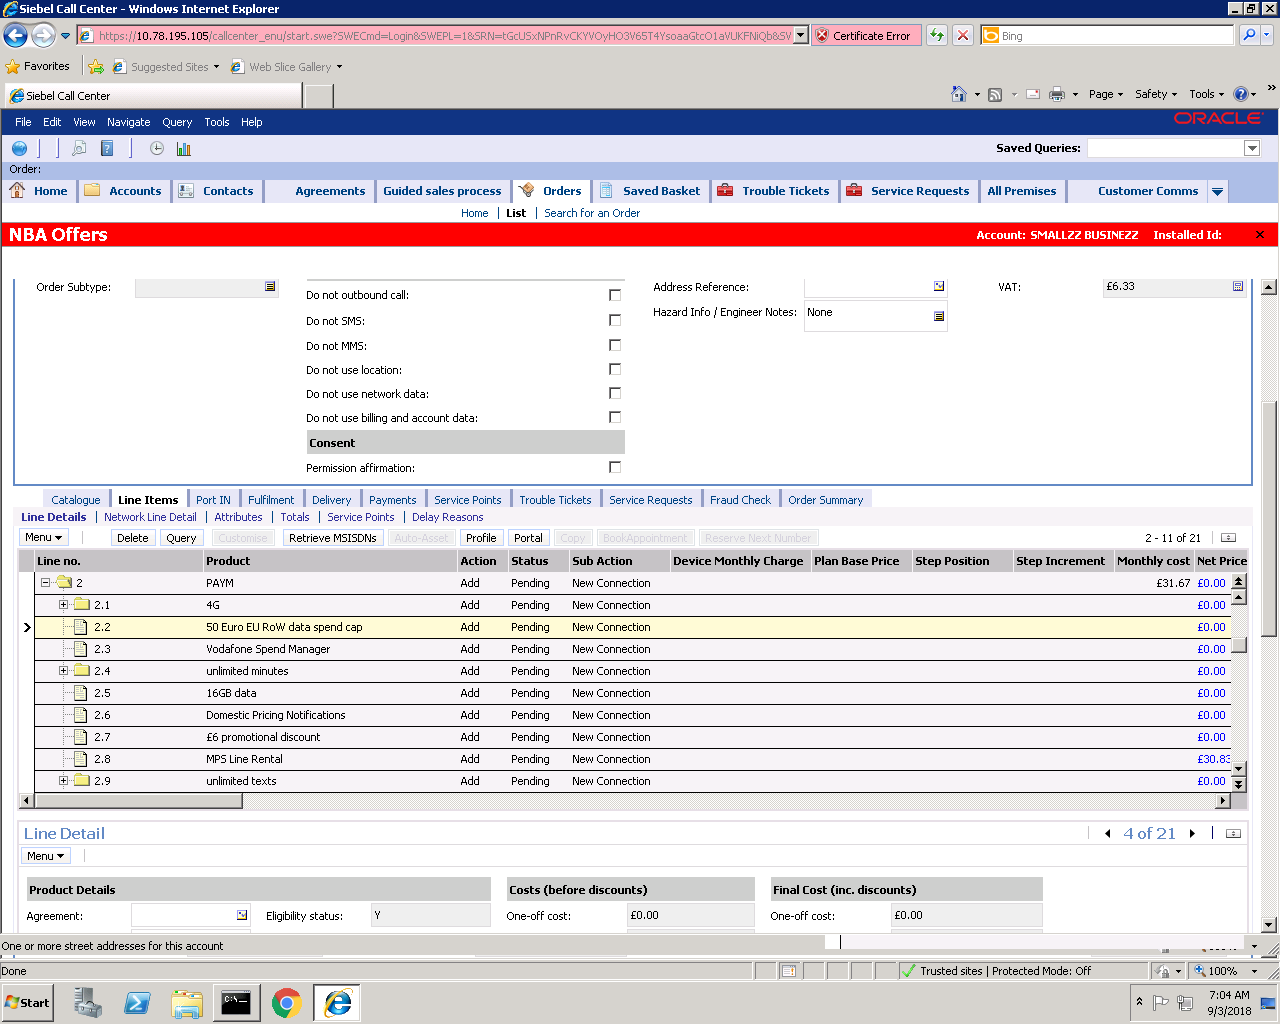 Siebel Call Center - Windows Internet Explorer
https://10.78.195.105/callcenter_enu/start.swe?SWECmd=Login&SWEPL=1&SRN=tGcUSxNPnRvCKYVOyHO3V65T4YsoaaGtcO1aVUKFNiQb&SV
Certificate Error
Bing
Favorites
Suggested Sites
Web Slice Gallery
Siebel Call Center
Page
Safety
Tools
»
File Edit View Navigate Query Tools Help
ORACLE
Saved Queries:
Order:
Home Accounts Contacts Agreements Guided sales process Orders Saved Basket Trouble Tickets Service Requests All Premises Customer Comms
Home | List | Search for an Order
NBA Offers
Account: SMALLZZ BUSINEZZ Installed Id:
Order Subtype:
Do not outbound call:
Do not SMS:
Do not MMS:
Do not use location:
Do not use network data:
Do not use billing and account data:
Consent
Permission affirmation:
Address Reference:
Hazard Info / Engineer Notes: None
VAT: £6.33
Catalogue Line Items Port IN Fulfilment Delivery Payments Service Points Trouble Tickets Service Requests Fraud Check Order Summary
Line Details | Network Line Detail | Attributes | Totals | Service Points | Delay Reasons
Menu Delete Query Customise Retrieve MSISDNs Auto-Asset Profile Portal Copy BookAppointment Reserve Next Number 2 - 11 of 21
Line no. Product Action Status Sub Action Device Monthly Charge Plan Base Price Step Position Step Increment Monthly cost Net Price
2 PAYM Add Pending New Connection £31.67 £0.00
2.1 4G Add Pending New Connection £0.00
2.2 50 Euro EU RoW data spend cap Add Pending New Connection £0.00
2.3 Vodafone Spend Manager Add Pending New Connection £0.00
2.4 unlimited minutes Add Pending New Connection £0.00
2.5 16GB data Add Pending New Connection £0.00
2.6 Domestic Pricing Notifications Add Pending New Connection £0.00
2.7 £6 promotional discount Add Pending New Connection £0.00
2.8 MPS Line Rental Add Pending New Connection £30.83
2.9 unlimited texts Add Pending New Connection £0.00
Line Detail
4 of 21
Menu
Product Details
Costs (before discounts)
Final Cost (inc. discounts)
Agreement:
Eligibility status: Y
One-off cost: £0.00
One-off cost: £0.00
One or more street addresses for this account
Done
Trusted sites | Protected Mode: Off
100%
Start
7:04 AM
9/3/2018